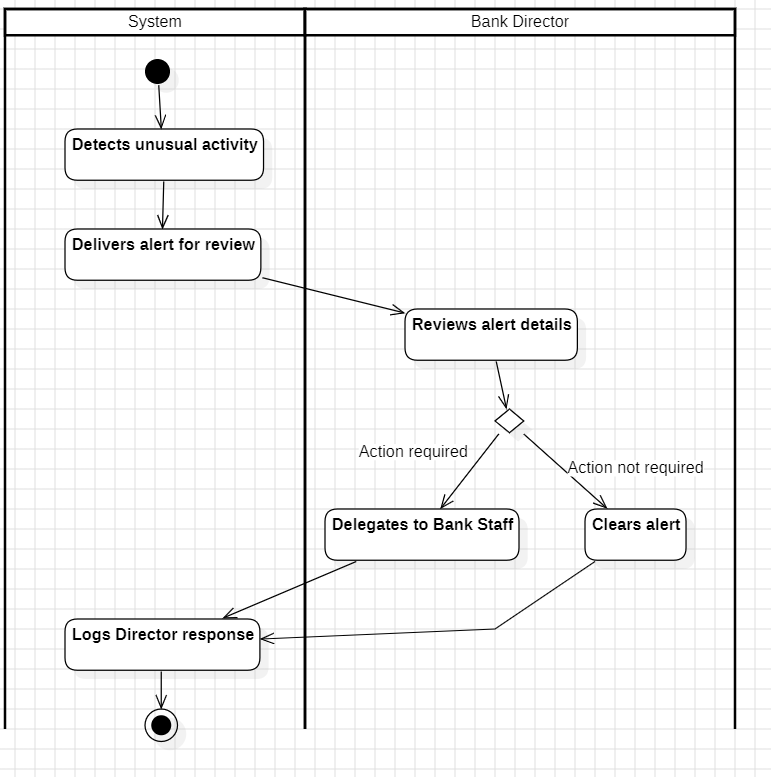 System
Bank Director
Detects unusual activity
Delivers alert for review
Reviews alert details
Action required
Action not required
Delegates to Bank Staff
Clears alert
Logs Director response